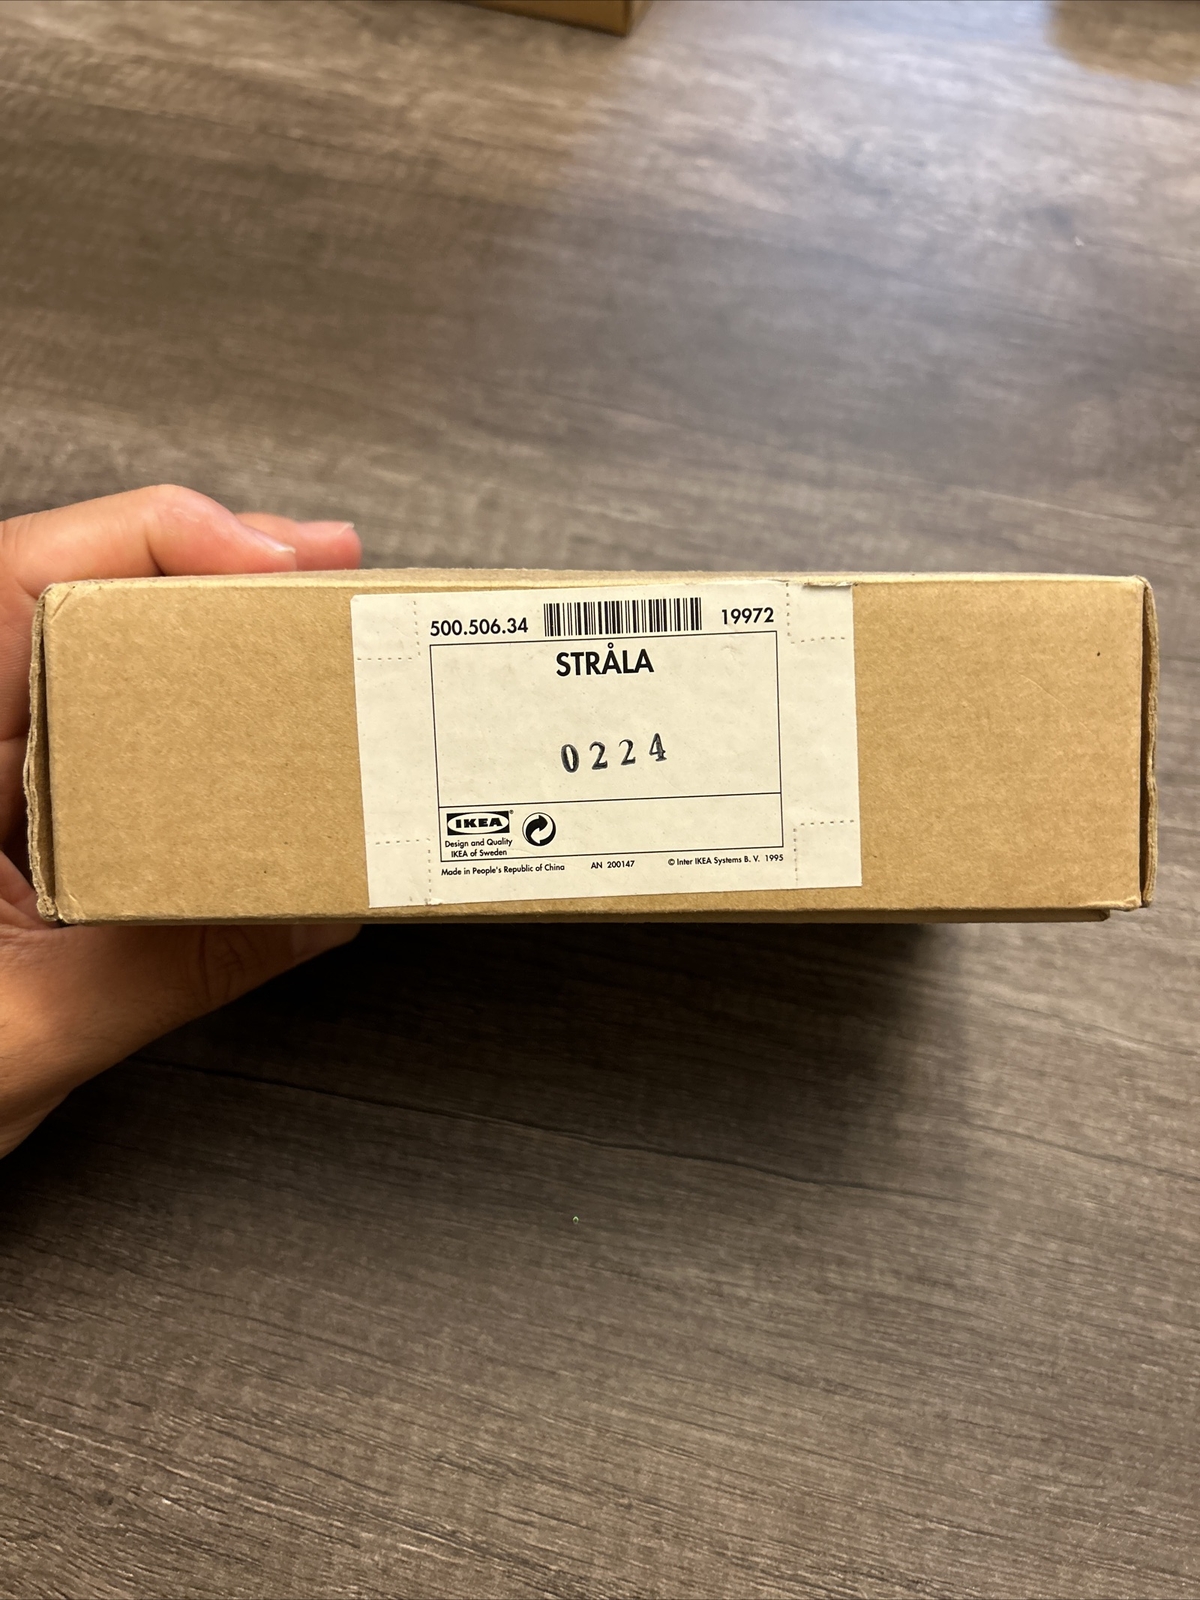 500.506.34 19972
STRÅLA
0224
IKEA®
Design and Quality
IKEA of Sweden
Made in People's Republic of China AN 200147 © Inter IKEA Systems B. V. 1995